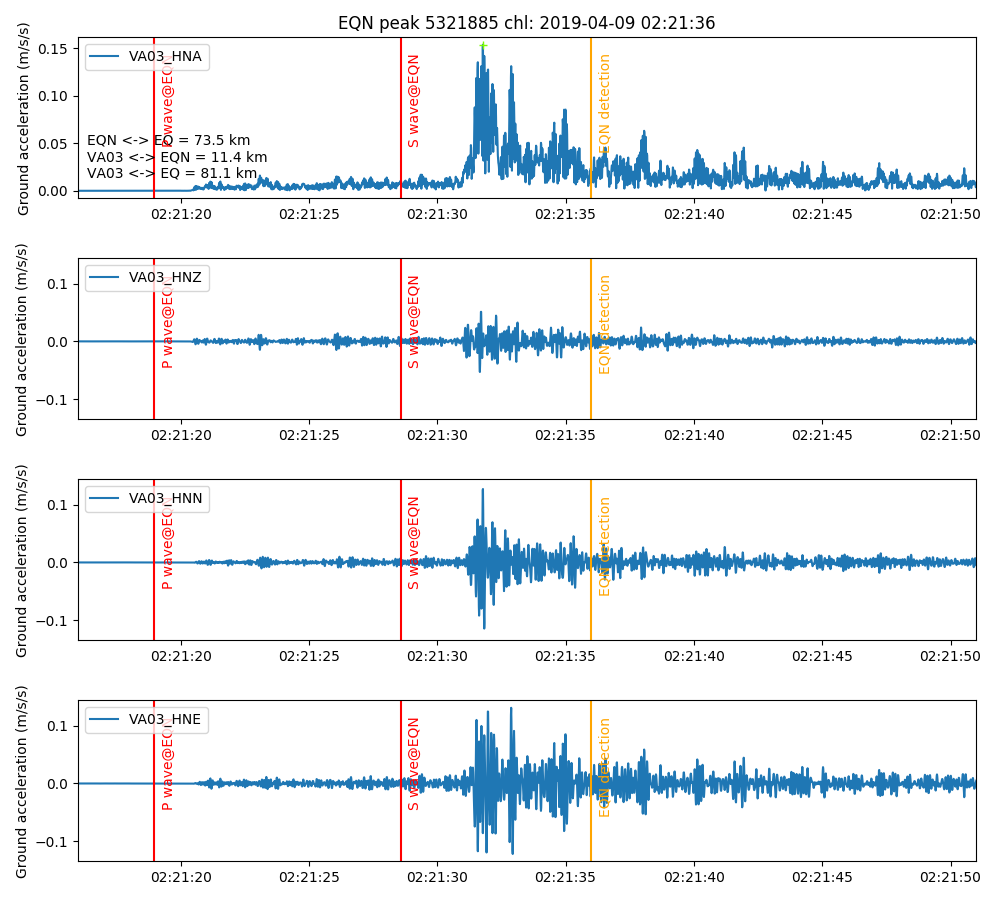 EQN peak 5321885 chl: 2019-04-09 02:21:36
Ground acceleration (m/s/s)
0.15
0.10
0.05
0.00
VA03_HNA
P wave@EQN
S wave@EQN
EQN detection
EQN <-> EQ = 73.5 km
VA03 <-> EQN = 11.4 km
VA03 <-> EQ = 81.1 km
02:21:20 02:21:25 02:21:30 02:21:35 02:21:40 02:21:45 02:21:50
Ground acceleration (m/s/s)
0.1
0.0
−0.1
VA03_HNZ
P wave@EQN
S wave@EQN
EQN detection
02:21:20 02:21:25 02:21:30 02:21:35 02:21:40 02:21:45 02:21:50
Ground acceleration (m/s/s)
0.1
0.0
−0.1
VA03_HNN
P wave@EQN
S wave@EQN
EQN detection
02:21:20 02:21:25 02:21:30 02:21:35 02:21:40 02:21:45 02:21:50
Ground acceleration (m/s/s)
0.1
0.0
−0.1
VA03_HNE
P wave@EQN
S wave@EQN
EQN detection
02:21:20 02:21:25 02:21:30 02:21:35 02:21:40 02:21:45 02:21:50